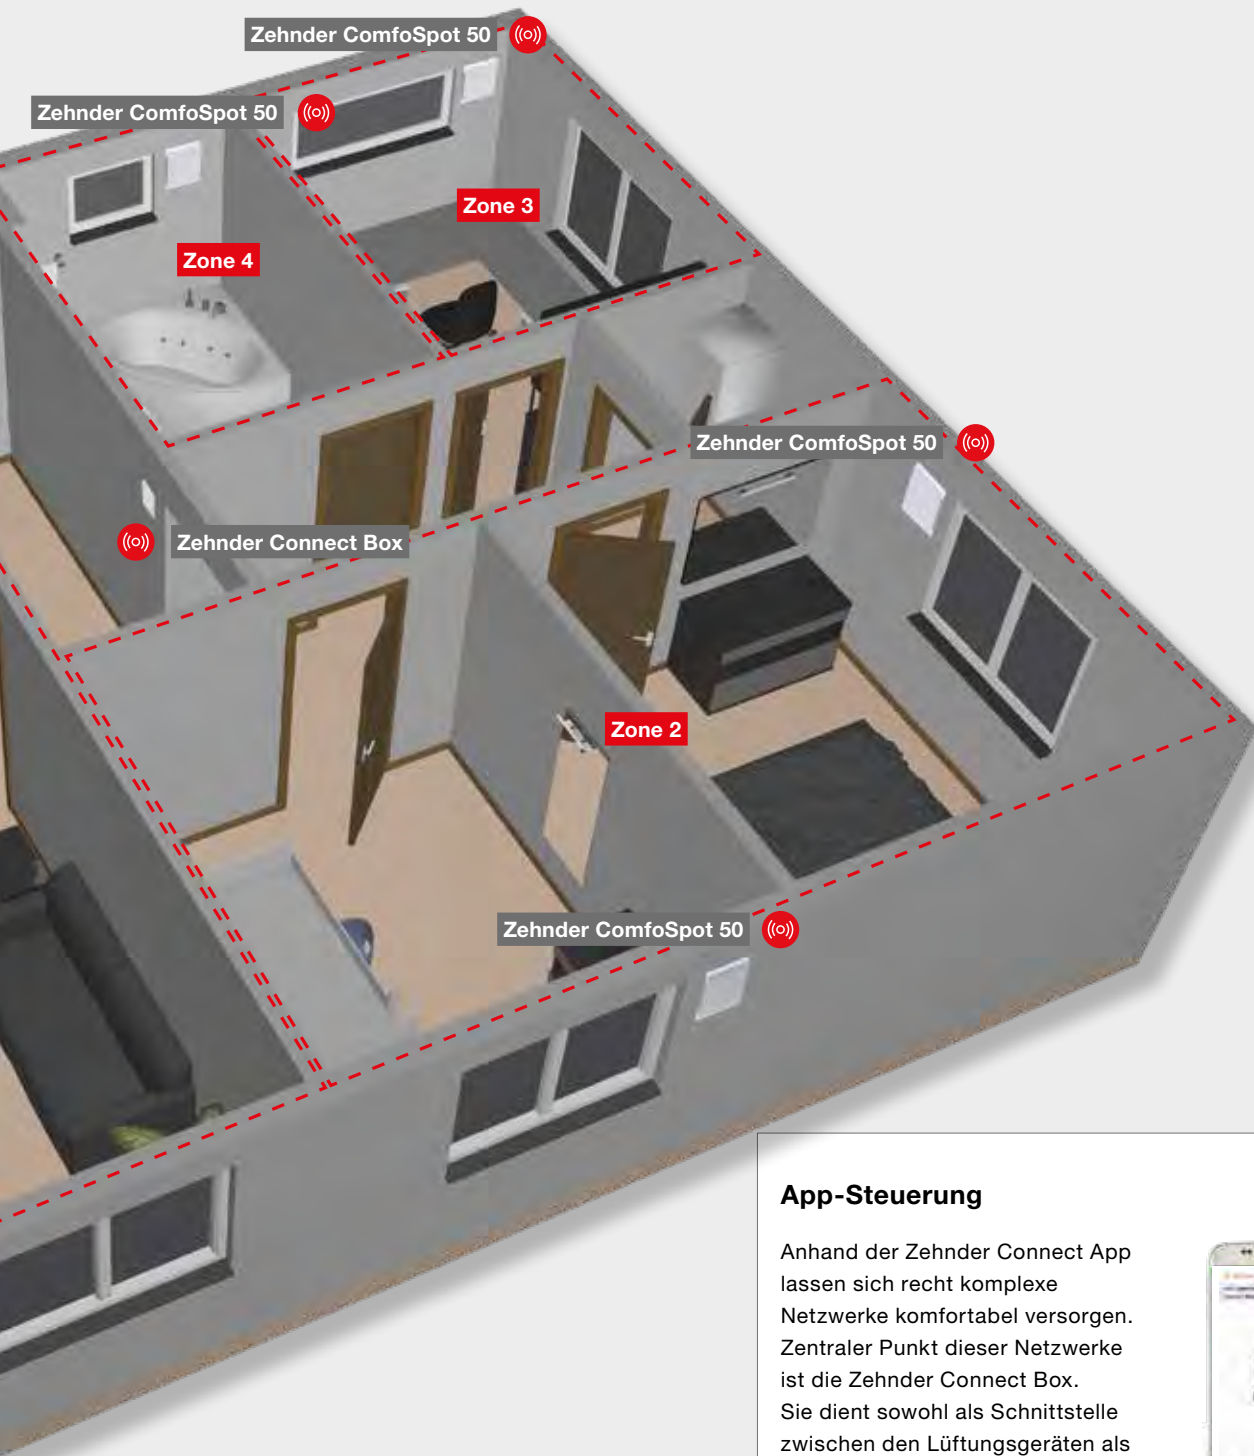 Zehnder ComfoSpot 50
Zehnder ComfoSpot 50
Zone 3
Zone 4
Zehnder ComfoSpot 50
Zehnder Connect Box
Zone 2
Zehnder ComfoSpot 50
App-Steuerung
Anhand der Zehnder Connect App
lassen sich recht komplexe
Netzwerke komfortabel versorgen.
Zentraler Punkt dieser Netzwerke
ist die Zehnder Connect Box.
Sie dient sowohl als Schnittstelle
zwischen den Lüftungsgeräten als